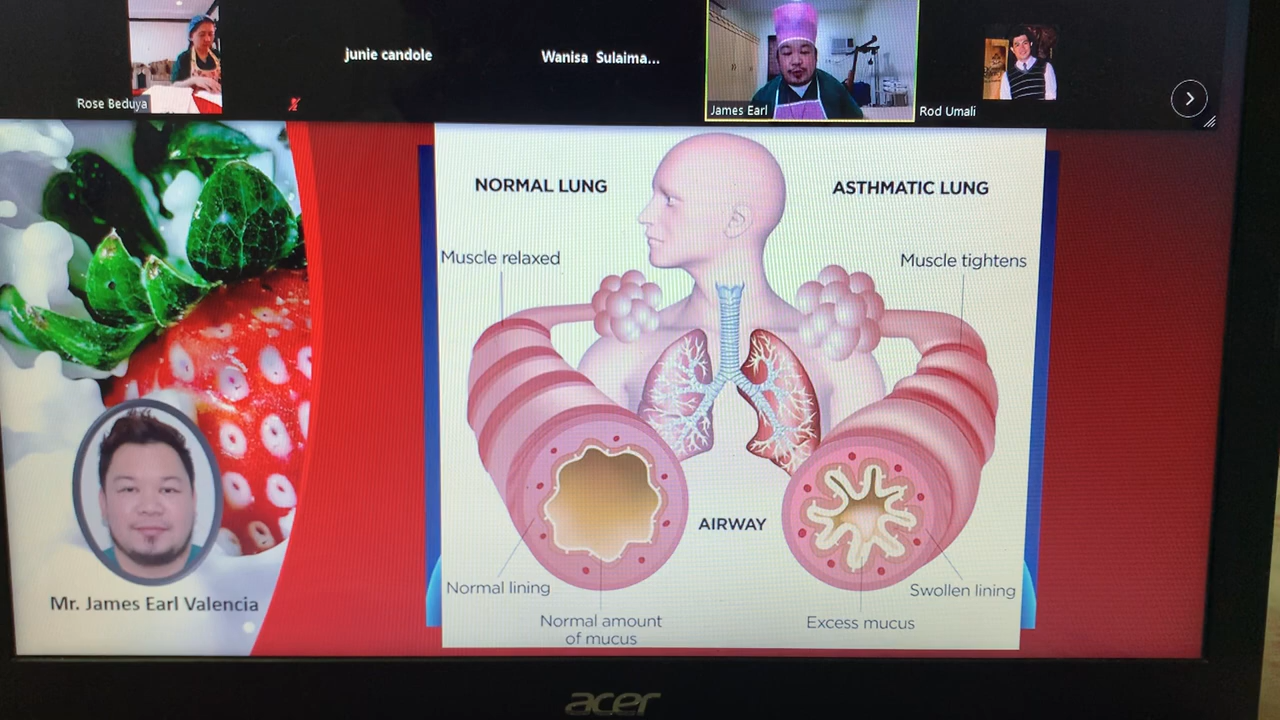 Rose Beduya
junie candole
Wanisa Sulaima...
James Earl
Rod Umali
NORMAL LUNG
ASTHMATIC LUNG
Muscle relaxed
Muscle tightens
AIRWAY
Normal lining
Swollen lining
Normal amount
of mucus
Excess mucus
Mr. James Earl Valencia
acer